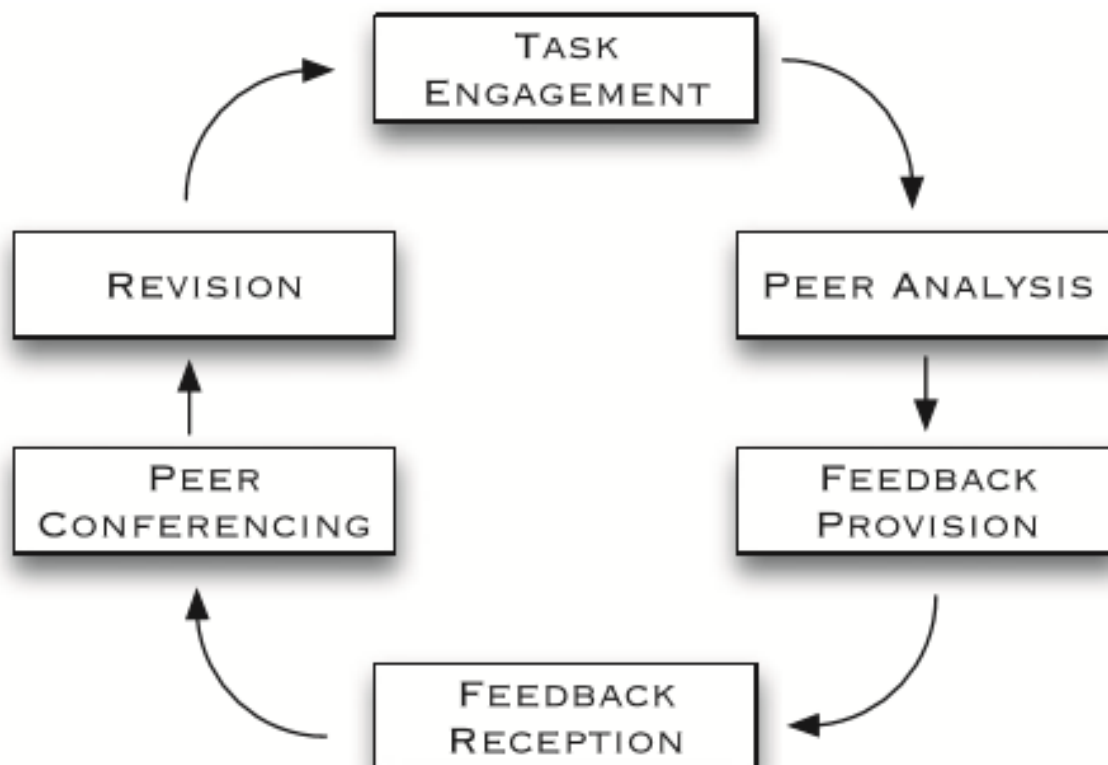 TASK
ENGAGEMENT
PEER ANALYSIS
FEEDBACK
PROVISION
FEEDBACK
RECEPTION
PEER
CONFERENCING
REVISION